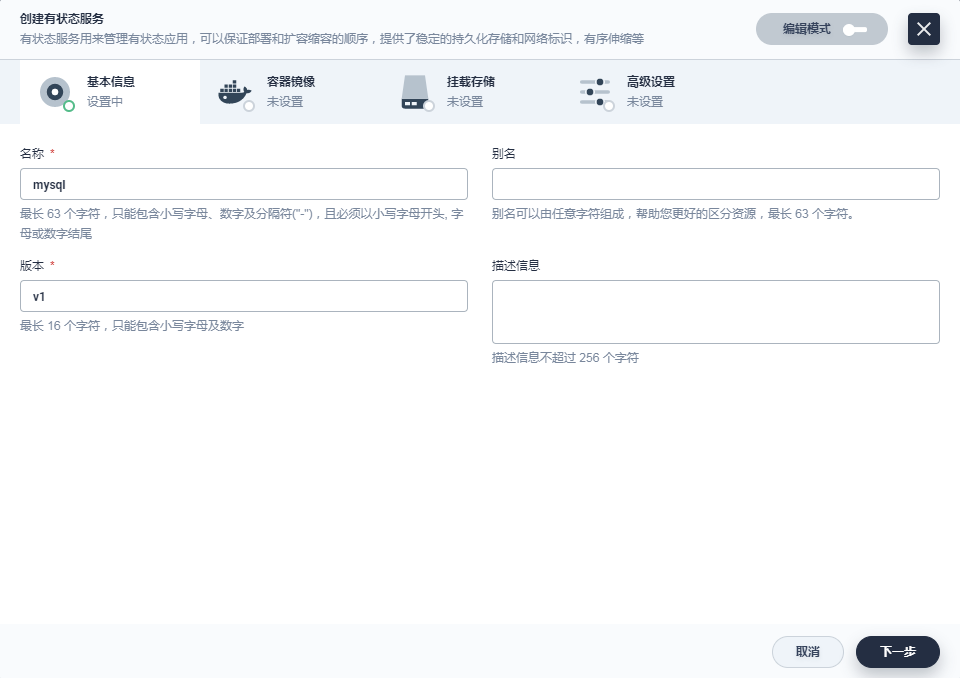 创建有状态服务
有状态服务用来管理有状态应用，可以保证部署和扩容缩容的顺序，提供了稳定的持久化存储和网络标识，有序伸缩等
编辑模式
基本信息
设置中
容器镜像
未设置
挂载存储
未设置
高级设置
未设置
名称 *
mysql
最长 63 个字符，只能包含小写字母、数字及分隔符("-")，且必须以小写字母开头, 字
母或数字结尾
别名
别名可以由任意字符组成，帮助您更好的区分资源，最长 63 个字符。
版本 *
v1
最长 16 个字符，只能包含小写字母及数字
描述信息
描述信息不超过 256 个字符
取消
下一步